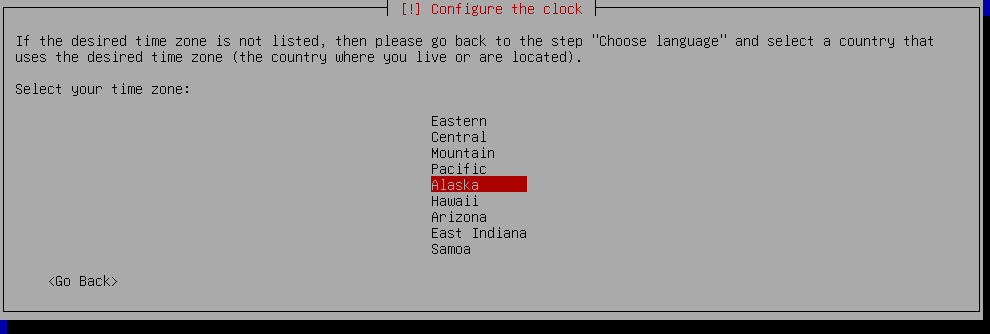 [!] Configure the clock
If the desired time zone is not listed, then please go back to the step "Choose language" and select a country that
uses the desired time zone (the country where you live or are located).
Select your time zone:
Eastern
Central
Mountain
Pacific
Alaska
Hawaii
Arizona
East Indiana
Samoa
<Go Back>